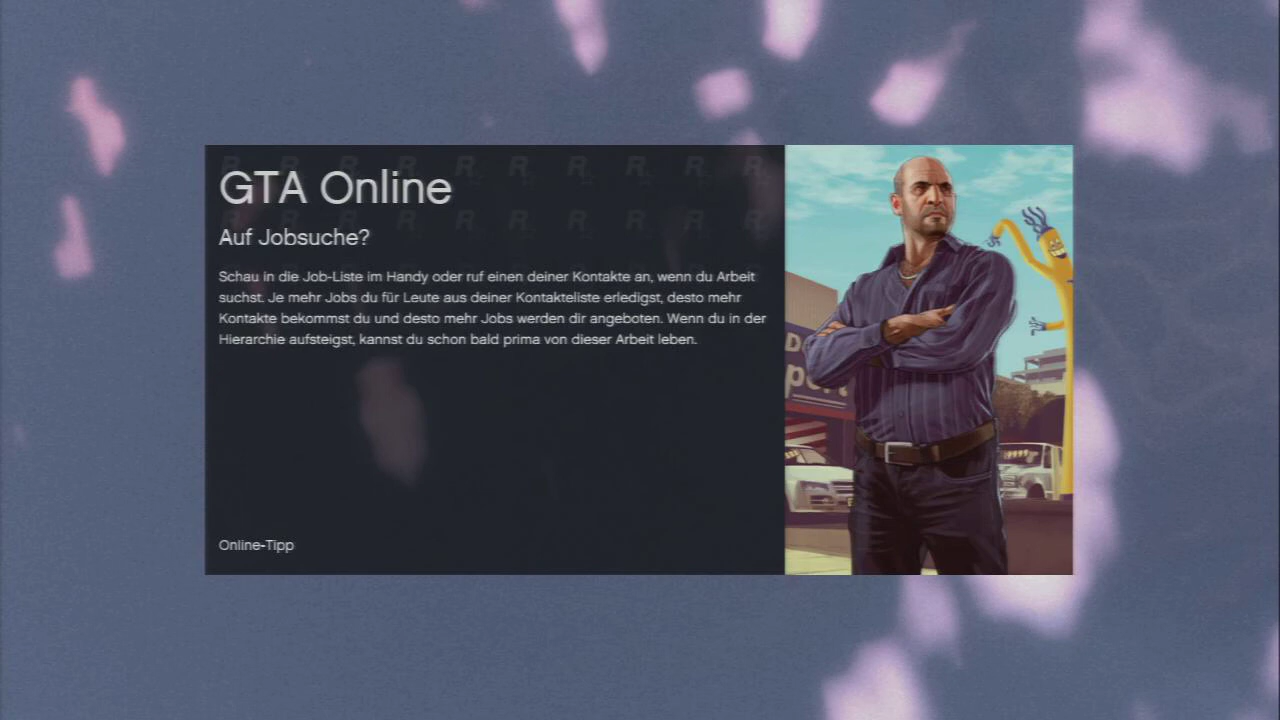 GTA Online
Auf Jobsuche?
Schau in die Job-Liste im Handy oder ruf einen deiner Kontakte an, wenn du Arbeit
suchst. Je mehr Jobs du für Leute aus deiner Kontakteliste erledigst, desto mehr
Kontakte bekommst du und desto mehr Jobs werden dir angeboten. Wenn du in der
Hierarchie aufsteigst, kannst du schon bald prima von dieser Arbeit leben.
Online-Tipp